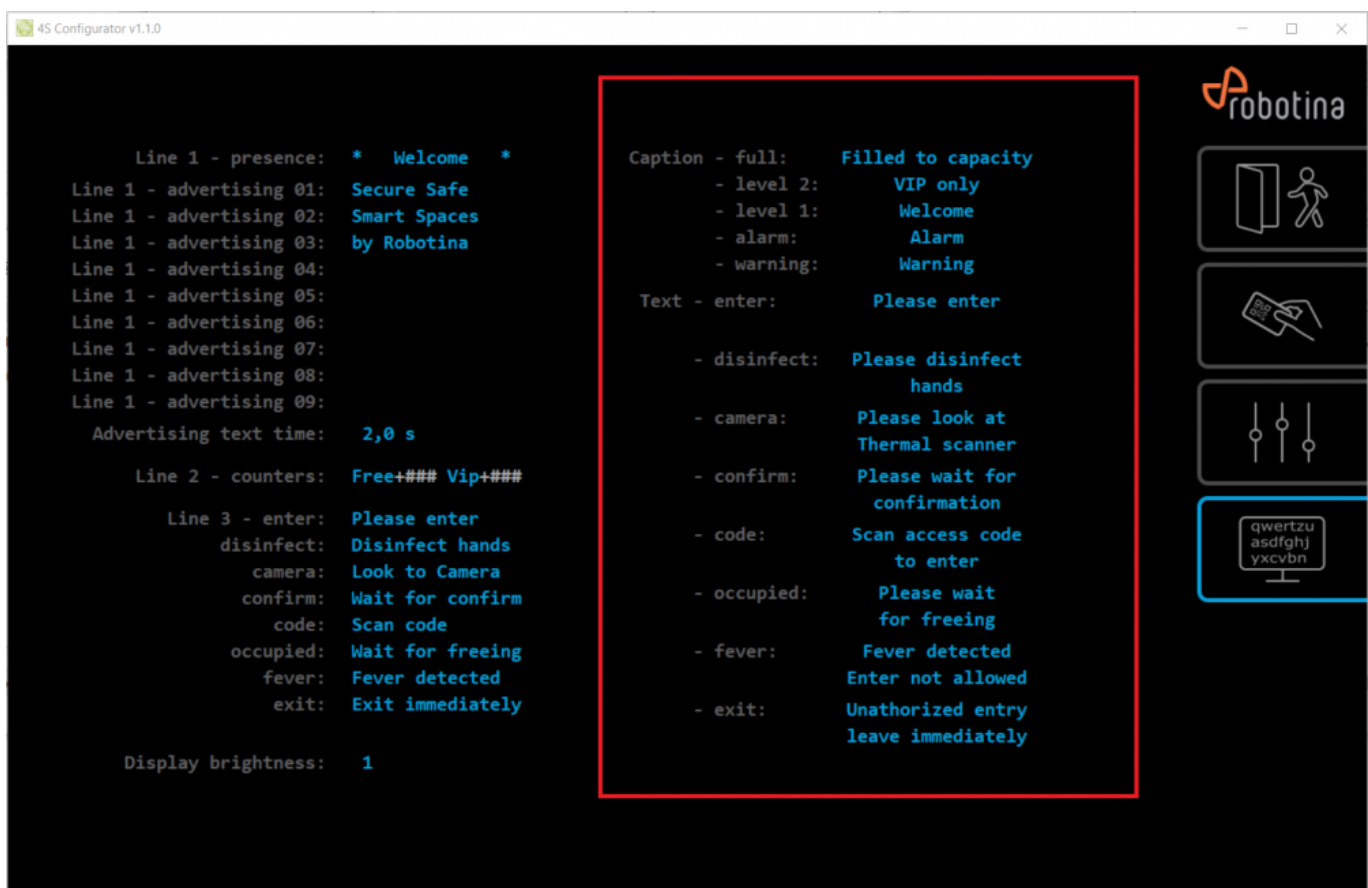 4S Configurator v1.1.0
robotina
Line 1 - presence: * Welcome *
Line 1 - advertising 01: Secure Safe
Line 1 - advertising 02: Smart Spaces
Line 1 - advertising 03: by Robotina
Line 1 - advertising 04:
Line 1 - advertising 05:
Line 1 - advertising 06:
Line 1 - advertising 07:
Line 1 - advertising 08:
Line 1 - advertising 09:
Advertising text time: 2,0 s
Line 2 - counters: Free+### Vip+###
Line 3 - enter: Please enter
disinfect: Disinfect hands
camera: Look to Camera
confirm: Wait for confirm
code: Scan code
occupied: Wait for freeing
fever: Fever detected
exit: Exit immediately
Display brightness: 1
Caption - full: Filled to capacity
- level 2: VIP only
- level 1: Welcome
- alarm: Alarm
- warning: Warning
Text - enter: Please enter
- disinfect: Please disinfect
hands
- camera: Please look at
Thermal scanner
- confirm: Please wait for
confirmation
- code: Scan access code
to enter
- occupied: Please wait
for freeing
- fever: Fever detected
Enter not allowed
- exit: Unathorized entry
leave immediately
qwertzu
asdfghj
yxcvbn